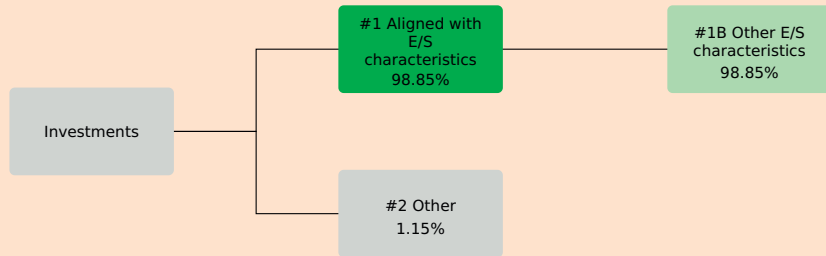 #1 Aligned with
E/S
characteristics
98.85%
#1B Other E/S
characteristics
98.85%
Investments
#2 Other
1.15%